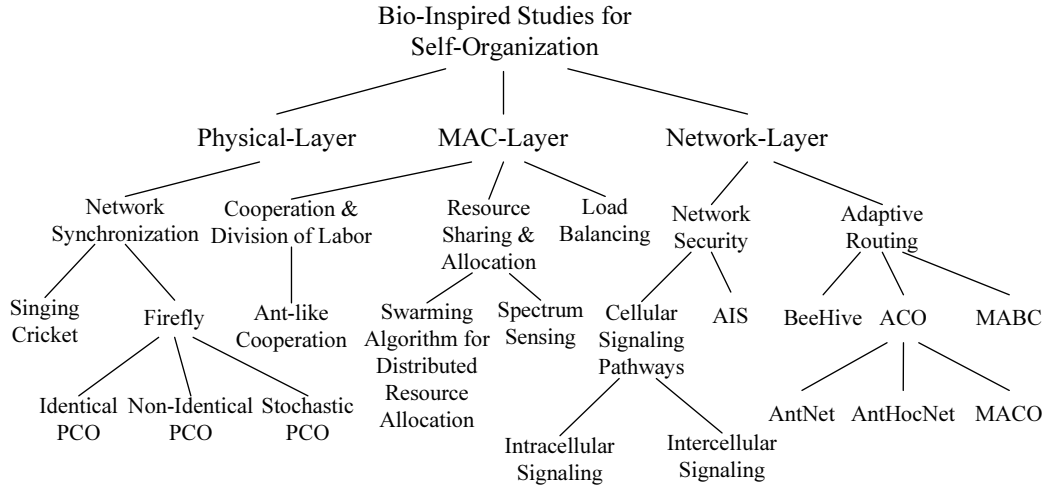 Bio-Inspired Studies for
Self-Organization
Physical-Layer
MAC-Layer
Network-Layer
Network
Synchronization
Cooperation &
Division of Labor
Resource
Sharing &
Allocation
Load
Balancing
Network
Security
Adaptive
Routing
Singing
Cricket
Firefly
Ant-like
Cooperation
Swarming
Algorithm for
Distributed
Resource
Allocation
Spectrum
Sensing
Cellular
Signaling
Pathways
AIS
BeeHive
ACO
MABC
Identical
PCO
Non-Identical
PCO
Stochastic
PCO
Intracellular
Signaling
Intercellular
Signaling
AntNet
AntHocNet
MACO